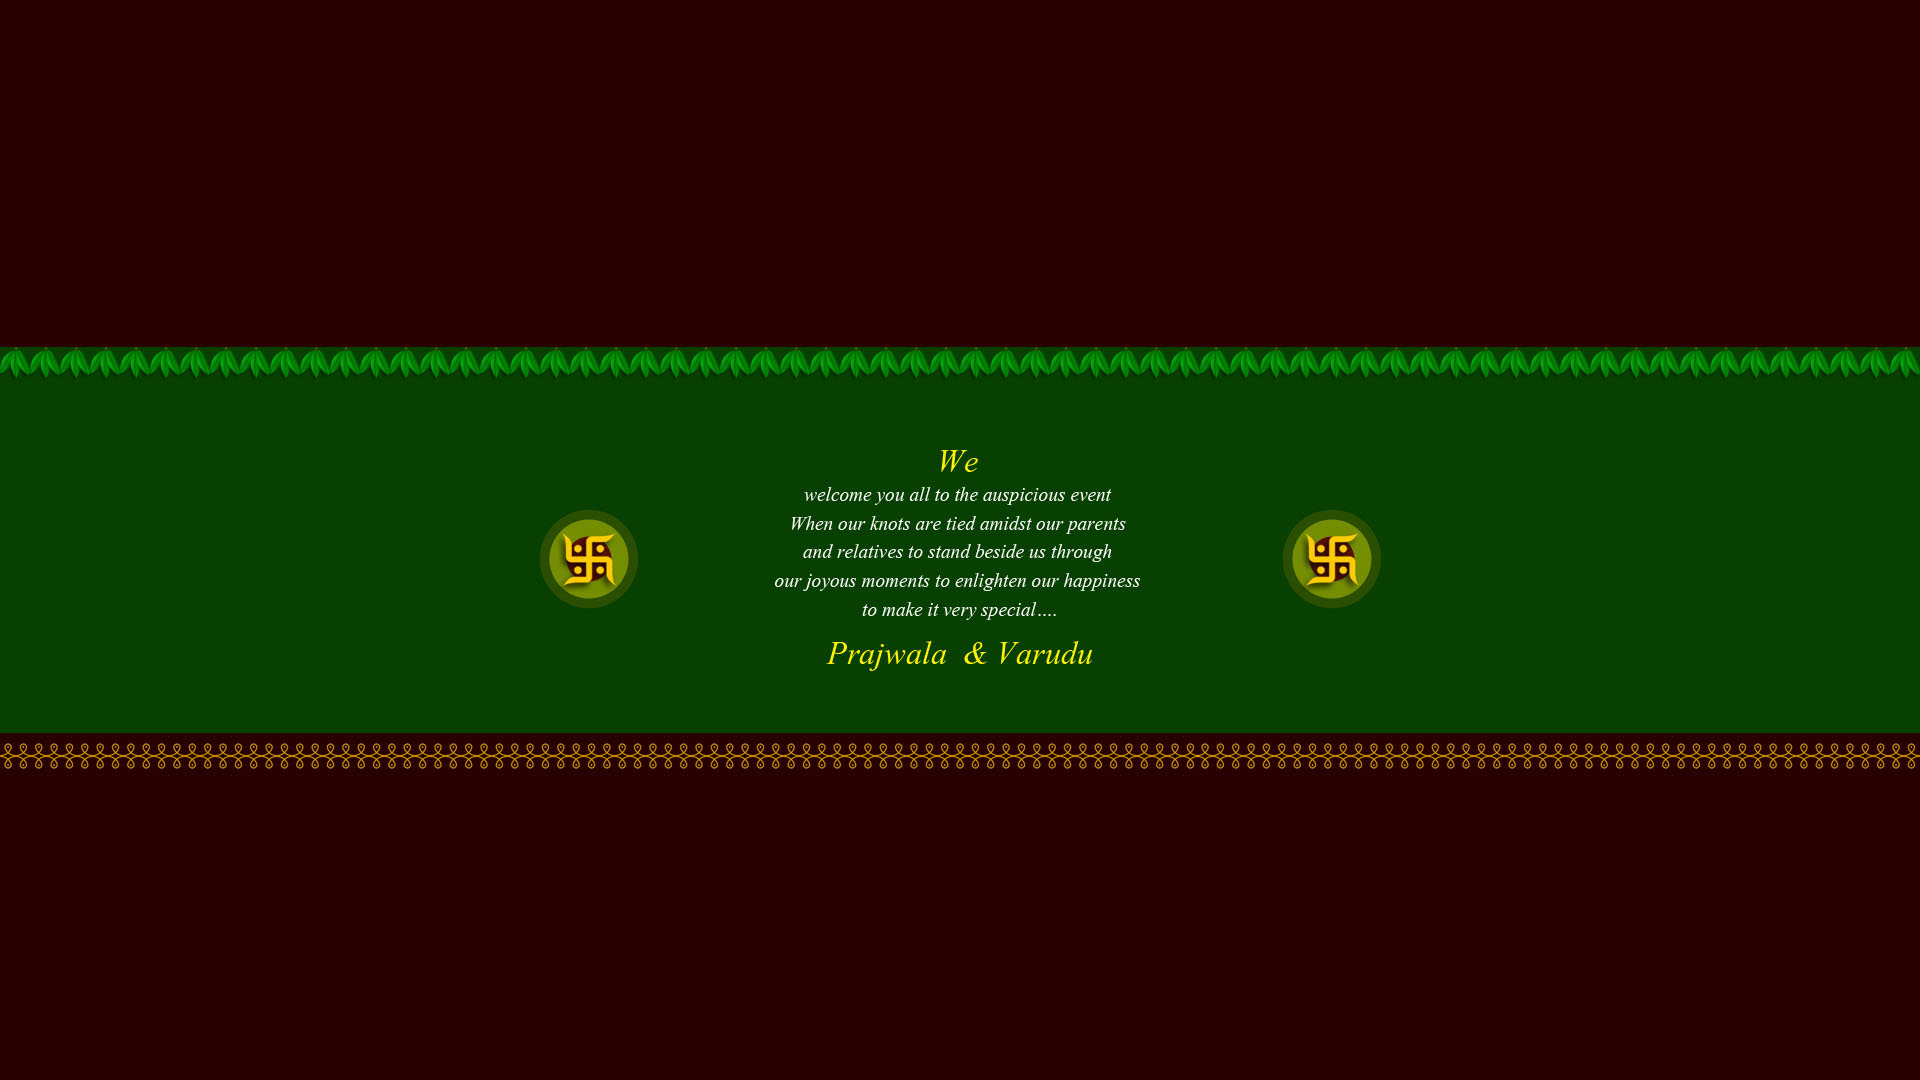 We
welcome you all to the auspicious event
When our knots are tied amidst our parents
and relatives to stand beside us through
our joyous moments to enlighten our happiness
to make it very special....
Prajwala & Varudu